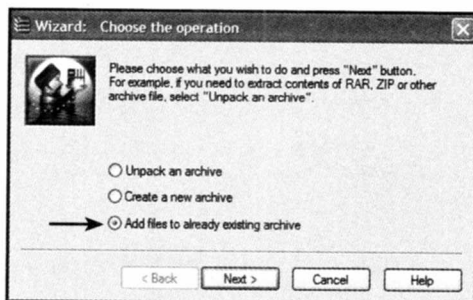 Wizard: Choose the operation
Please choose what you wish to do and press "Next" button.
For example, if you need to extract contents of RAR, ZIP or other
archive file, select "Unpack an archive".
Unpack an archive
Create a new archive
Add files to already existing archive
< Back Next > Cancel Help